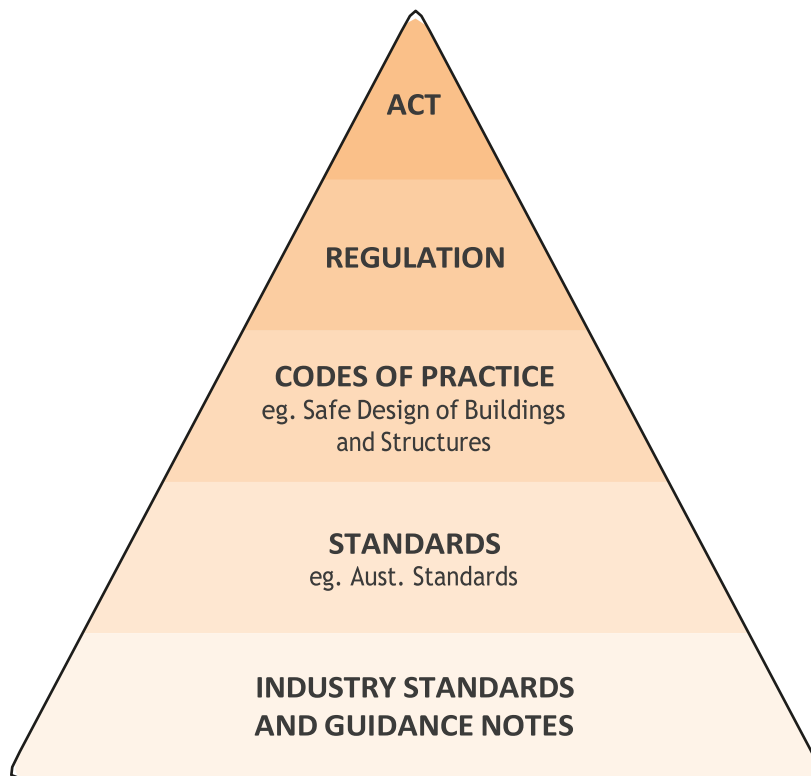 ACT
REGULATION
CODES OF PRACTICE
eg. Safe Design of Buildings
and Structures
STANDARDS
eg. Aust. Standards
INDUSTRY STANDARDS
AND GUIDANCE NOTES